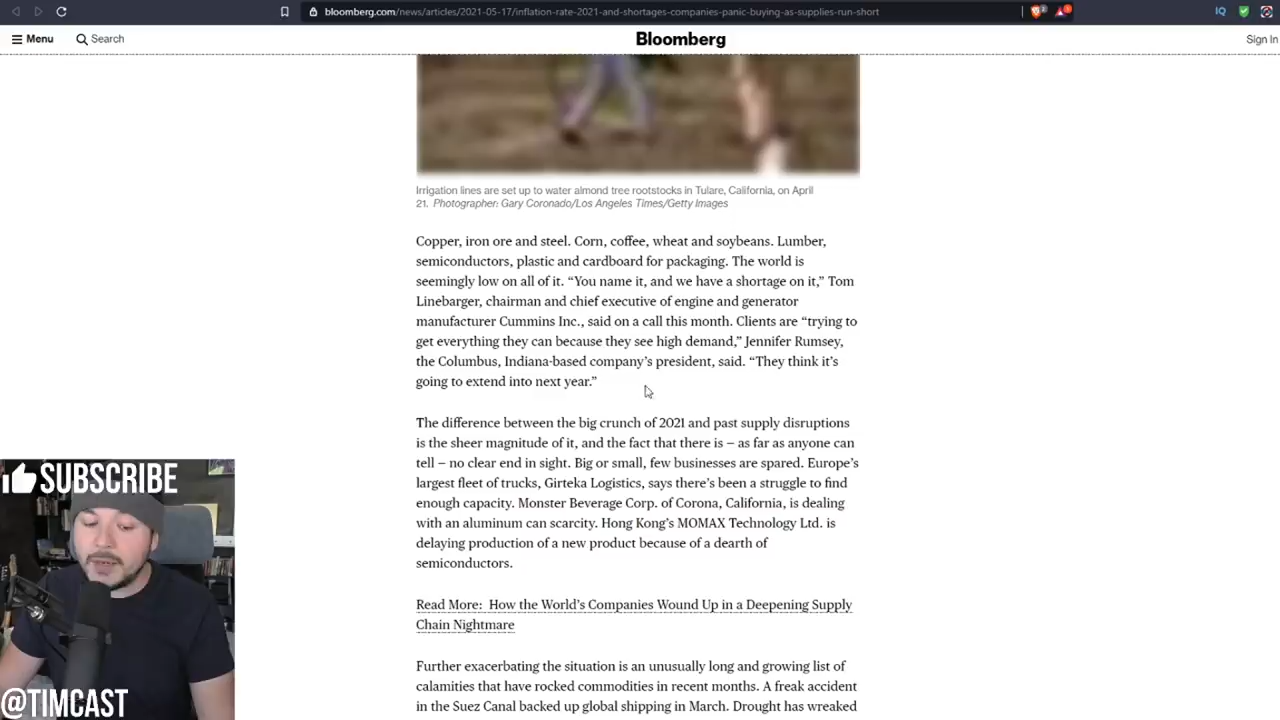 bloomberg.com/news/articles/2021-05-17/inflation-rate-2021-and-shortages-companies-panic-buying-as-supplies-run-short
IQ
Menu
Search
Bloomberg
Sign In
Irrigation lines are set up to water almond tree rootstocks in Tulare, California, on April
21. Photographer: Gary Coronado/Los Angeles Times/Getty Images
Copper, iron ore and steel. Corn, coffee, wheat and soybeans. Lumber,
semiconductors, plastic and cardboard for packaging. The world is
seemingly low on all of it. “You name it, and we have a shortage on it,” Tom
Linebarger, chairman and chief executive of engine and generator
manufacturer Cummins Inc., said on a call this month. Clients are “trying to
get everything they can because they see high demand,” Jennifer Rumsey,
the Columbus, Indiana-based company’s president, said. “They think it’s
going to extend into next year.”
The difference between the big crunch of 2021 and past supply disruptions
is the sheer magnitude of it, and the fact that there is – as far as anyone can
tell – no clear end in sight. Big or small, few businesses are spared. Europe’s
largest fleet of trucks, Girteka Logistics, says there’s been a struggle to find
enough capacity. Monster Beverage Corp. of Corona, California, is dealing
with an aluminum can scarcity. Hong Kong’s MOMAX Technology Ltd. is
delaying production of a new product because of a dearth of
semiconductors.
Read More: How the World’s Companies Wound Up in a Deepening Supply
Chain Nightmare
Further exacerbating the situation is an unusually long and growing list of
calamities that have rocked commodities in recent months. A freak accident
in the Suez Canal backed up global shipping in March. Drought has wreaked
SUBSCRIBE
@TIMCAST